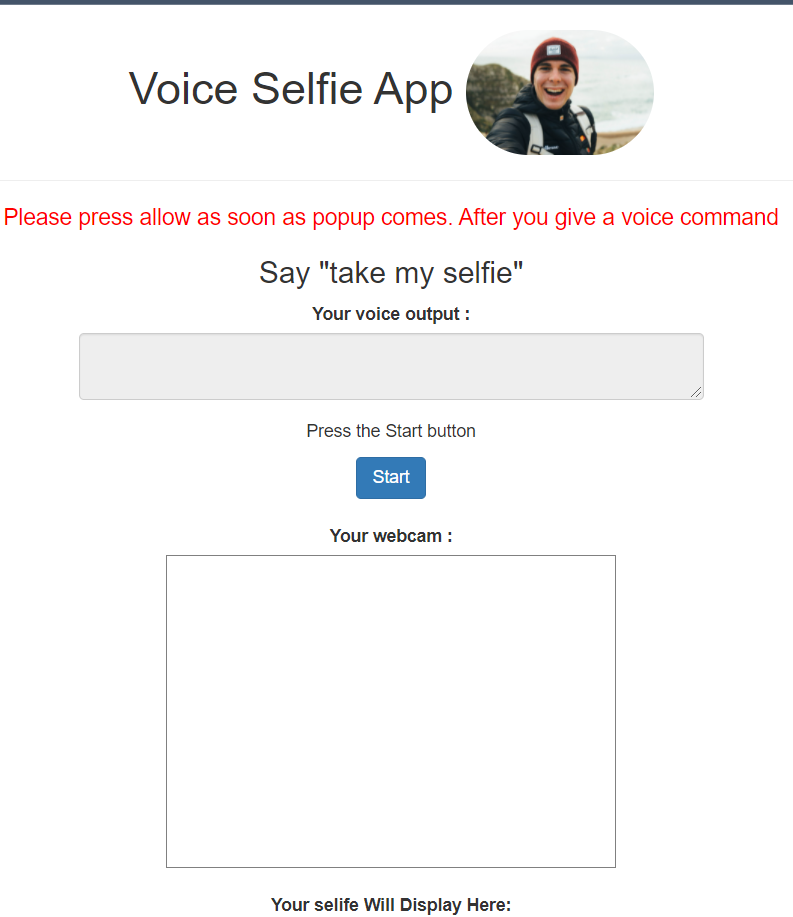 Voice Selfie App
Please press allow as soon as popup comes. After you give a voice command
Say "take my selfie"
Your voice output :
Press the Start button
Start
Your webcam :
Your selife Will Display Here: